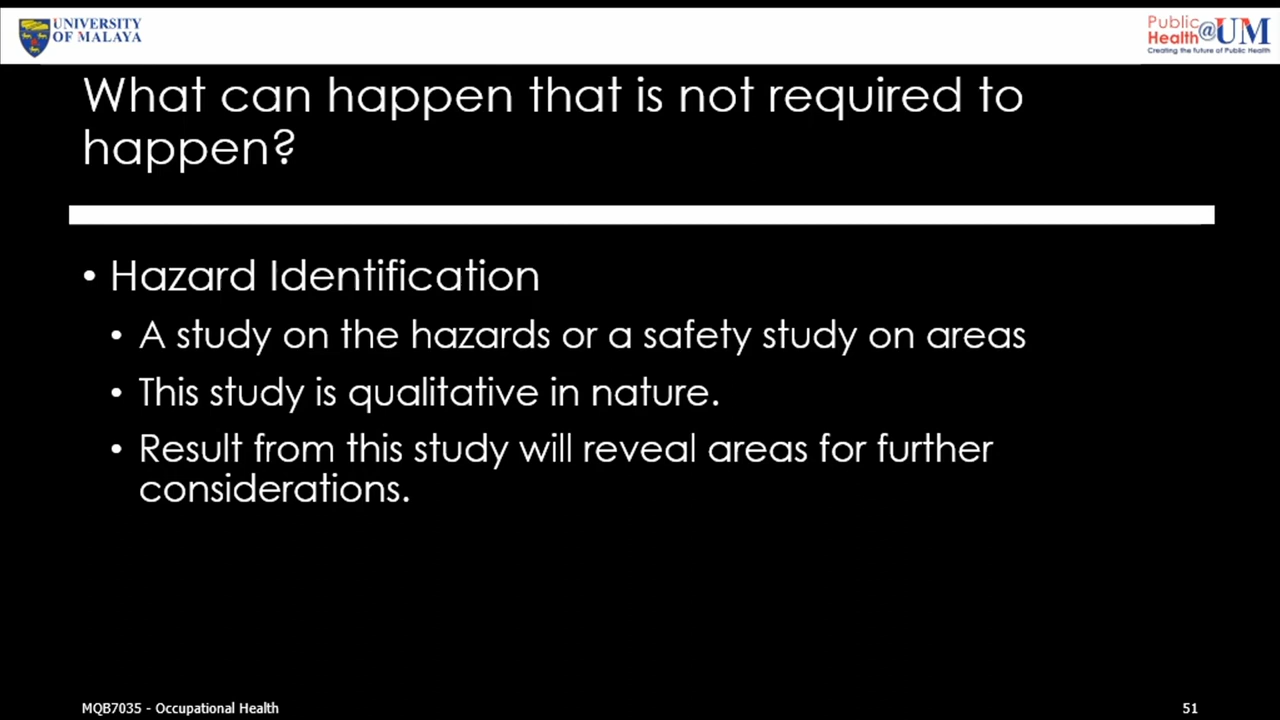 UNIVERSITY
OF MALAYA
Public
Health@UM
Creating the future of Public Health
What can happen that is not required to
happen?
• Hazard Identification
• A study on the hazards or a safety study on areas
• This study is qualitative in nature.
• Result from this study will reveal areas for further
considerations.
MQB7035 - Occupational Health
51